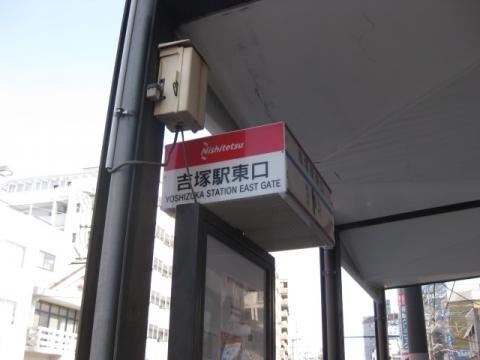 Nishitetsu
吉塚駅東口
YOSHIZUKA STATION EAST GATE